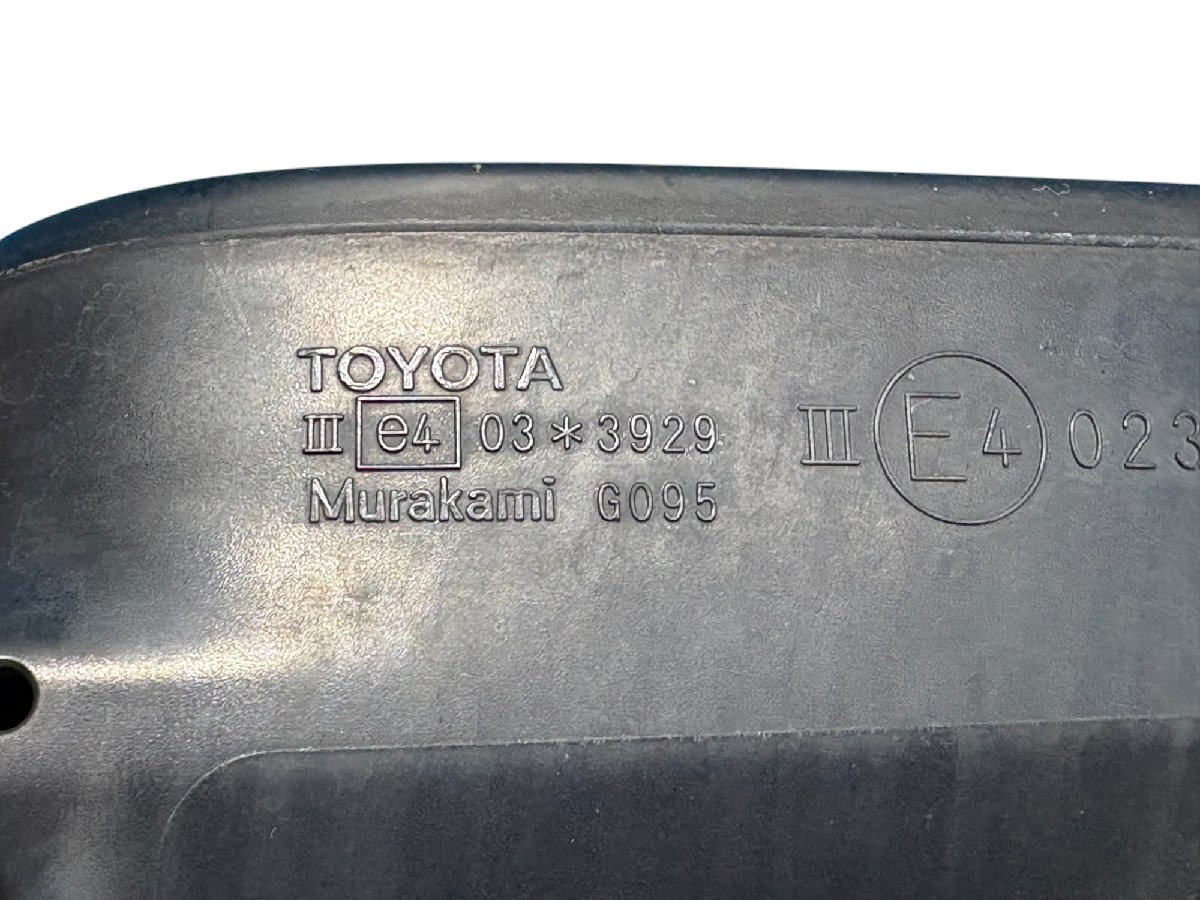 TOYOTA
III e4 03*3929
Murakami G095
III E4 023